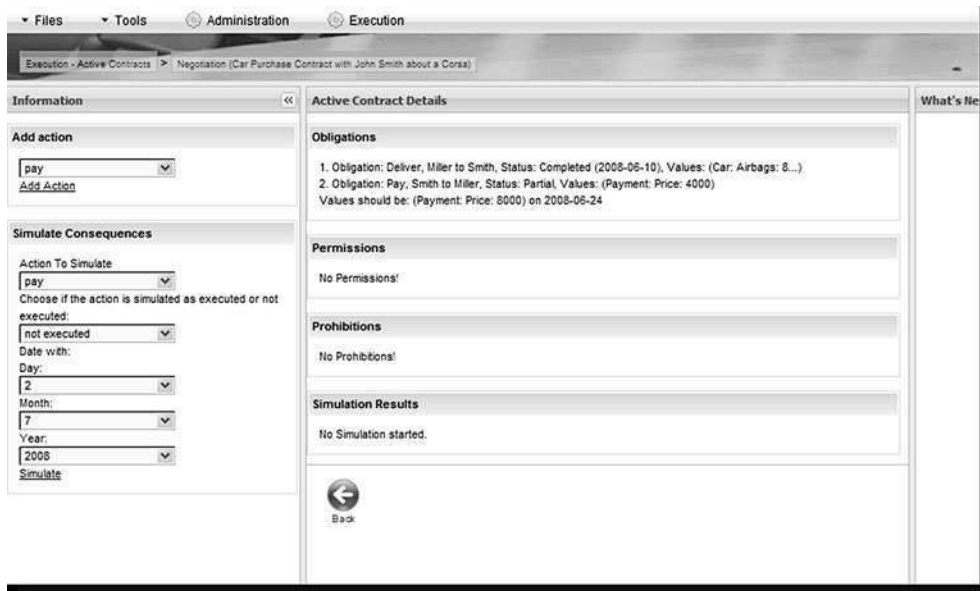 Files Tools Administration Execution
Execution - Active Contracts > Negotiation (Car Purchase Contract with John Smith about a Corsa)
Information «
Add action
pay
Add Action
Simulate Consequences
Action To Simulate
pay
Choose if the action is simulated as executed or not
executed:
not executed
Date with:
Day:
2
Month:
7
Year:
2008
Simulate
Active Contract Details
Obligations
1. Obligation: Deliver, Miller to Smith, Status: Completed (2008-06-10), Values: (Car: Airbags: 8...)
2. Obligation: Pay, Smith to Miller, Status: Partial, Values: (Payment: Price: 4000)
Values should be: (Payment: Price: 8000) on 2008-06-24
Permissions
No Permissions!
Prohibitions
No Prohibitions!
Simulation Results
No Simulation started.
Back
What's Ne